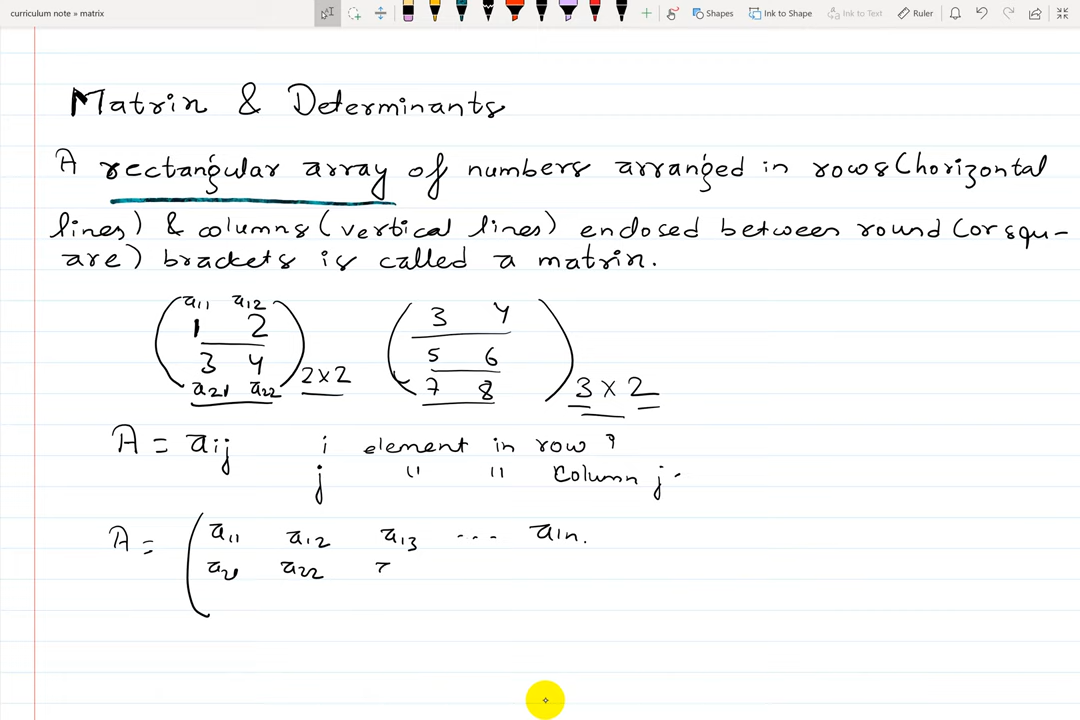 curriculum note » matrix
Shapes Ink to Shape Ink to Text Ruler
Matrix & Determinants
A rectangular array of numbers arranged in rows (horizontal
lines) & columns (vertical lines) enclosed between round (or squ-
are) brackets is called a matrix.
a11 a12
1 2
3 4
a21 a22 2×2
3 4
5 6
7 8 3 × 2
A = aij i element in row i
j " " column j.
A = ( a11 a12 a13 ... a1n.
a21 a22